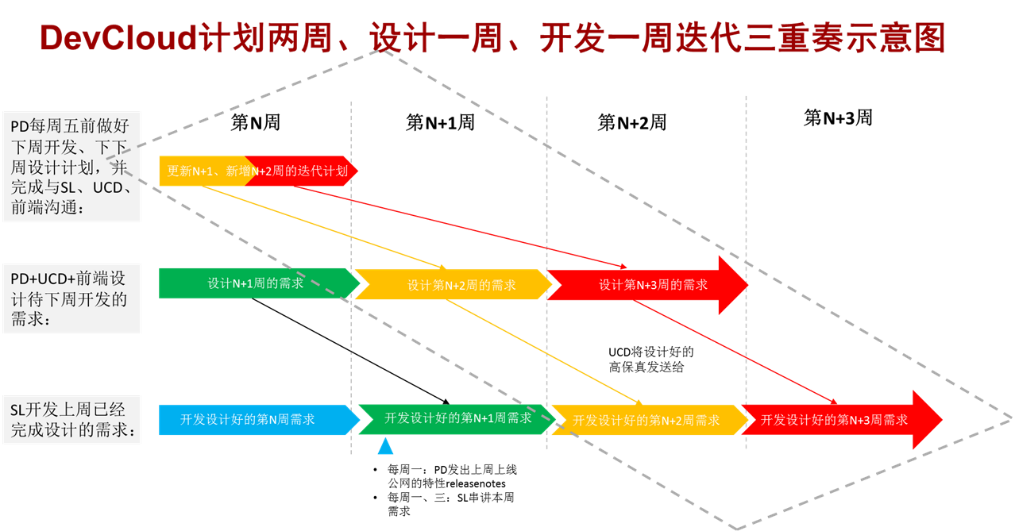 DevCloud计划两周、设计一周、开发一周迭代三重奏示意图
第N周
第N+1周
第N+2周
第N+3周
PD每周五前做好
下周开发、下下
周设计计划，并
完成与SL、UCD、
前端沟通：
更新N+1、新增N+2周的迭代计划
PD+UCD+前端设
计待下周开发的
需求：
设计N+1周的需求
设计第N+2周的需求
设计第N+3周的需求
UCD将设计好的
高保真发送给
SL开发上周已经
完成设计的需求：
开发设计好的第N周需求
开发设计好的第N+1周需求
开发设计好的第N+2周需求
开发设计好的第N+3周需求
• 每周一：PD发出上周上线
公网的特性releasenotes
• 每周一、三：SL串讲本周
需求